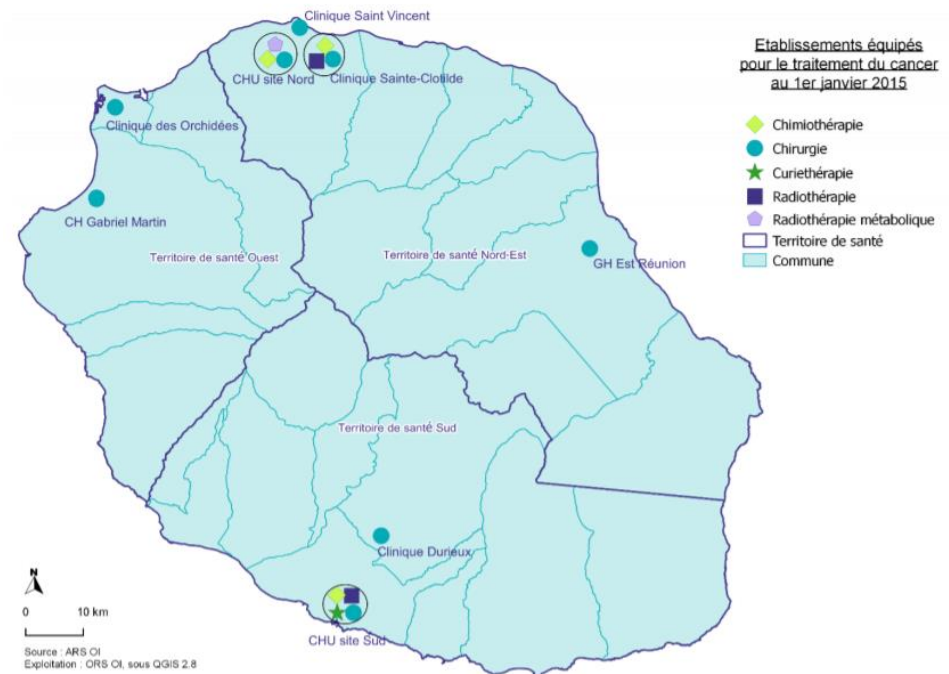 Clinique Saint Vincent
CHU site Nord
Clinique Sainte-Clotilde
Clinique des Orchidées
CH Gabriel Martin
Territoire de santé Ouest
Territoire de santé Nord-Est
GH Est Réunion
Territoire de santé Sud
Clinique Durieux
CHU site Sud
Etablissements équipés
pour le traitement du cancer
au 1er janvier 2015
Chimiothérapie
Chirurgie
Curiethérapie
Radiothérapie
Radiothérapie métabolique
Territoire de santé
Commune
N
0 10 km
Source : ARS OI
Exploitation : ORS OI, sous QGIS 2.8